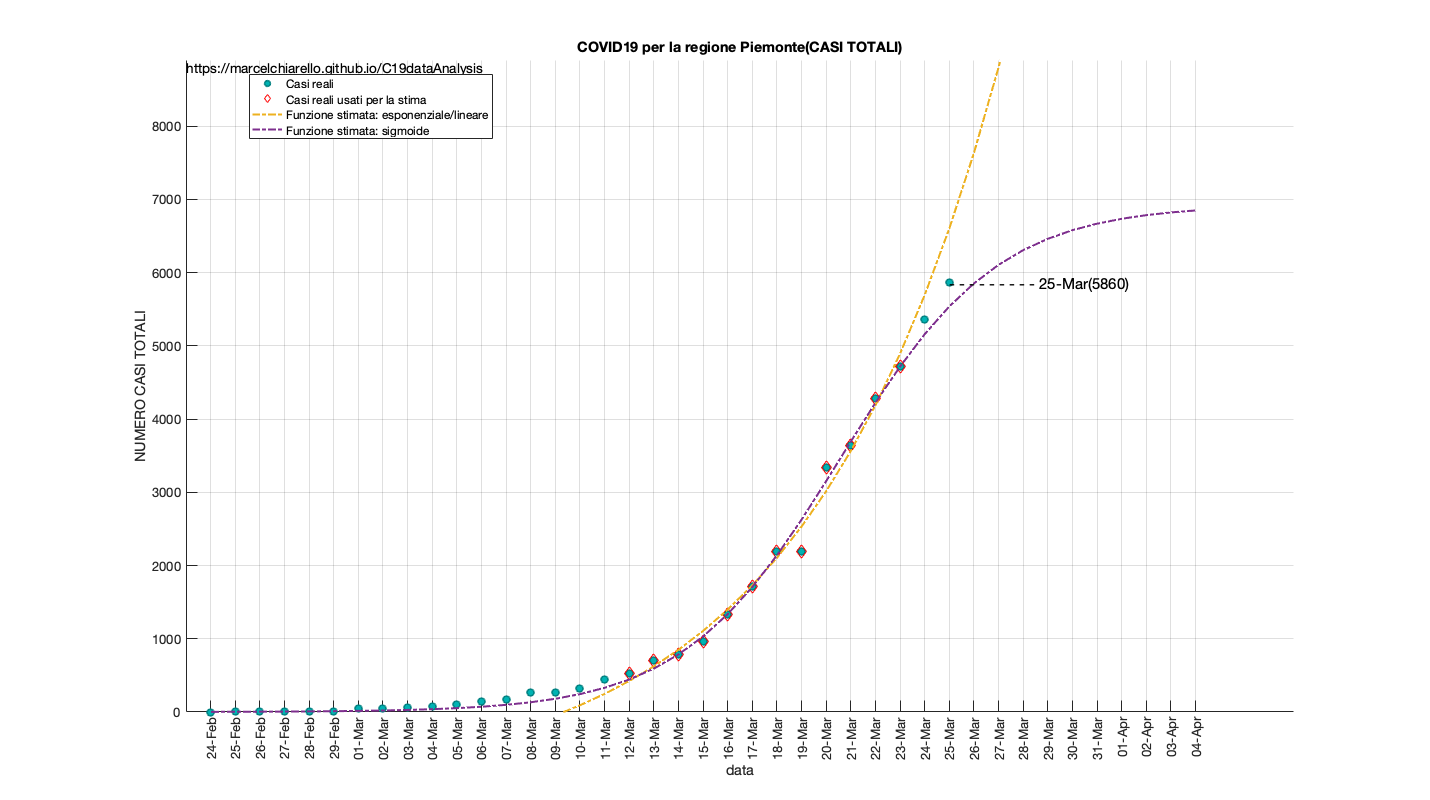 COVID19 per la regione Piemonte(CASI TOTALI)
https://marcelchiarello.github.io/C19dataAnalysis
Casi reali
Casi reali usati per la stima
Funzione stimata: esponenziale/lineare
Funzione stimata: sigmoide
NUMERO CASI TOTALI
8000
7000
6000
5000
4000
3000
2000
1000
0
25-Mar(5860)
24-Feb
25-Feb
26-Feb
27-Feb
28-Feb
29-Feb
01-Mar
02-Mar
03-Mar
04-Mar
05-Mar
06-Mar
07-Mar
08-Mar
09-Mar
10-Mar
11-Mar
12-Mar
13-Mar
14-Mar
15-Mar
16-Mar
17-Mar
18-Mar
19-Mar
20-Mar
21-Mar
22-Mar
23-Mar
24-Mar
25-Mar
26-Mar
27-Mar
28-Mar
29-Mar
30-Mar
31-Mar
01-Apr
02-Apr
03-Apr
04-Apr
data